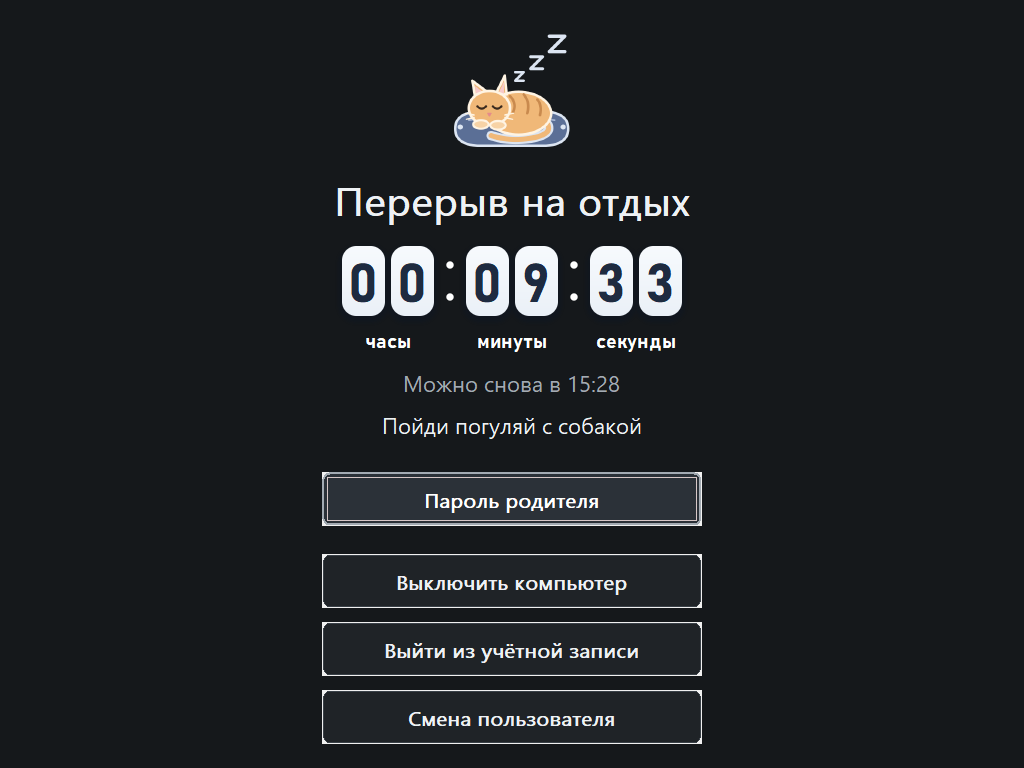 z z Z
Перерыв на отдых
00 : 09 : 33
часы минуты секунды
Можно снова в 15:28
Пойди погуляй с собакой
Пароль родителя
Выключить компьютер
Выйти из учётной записи
Смена пользователя